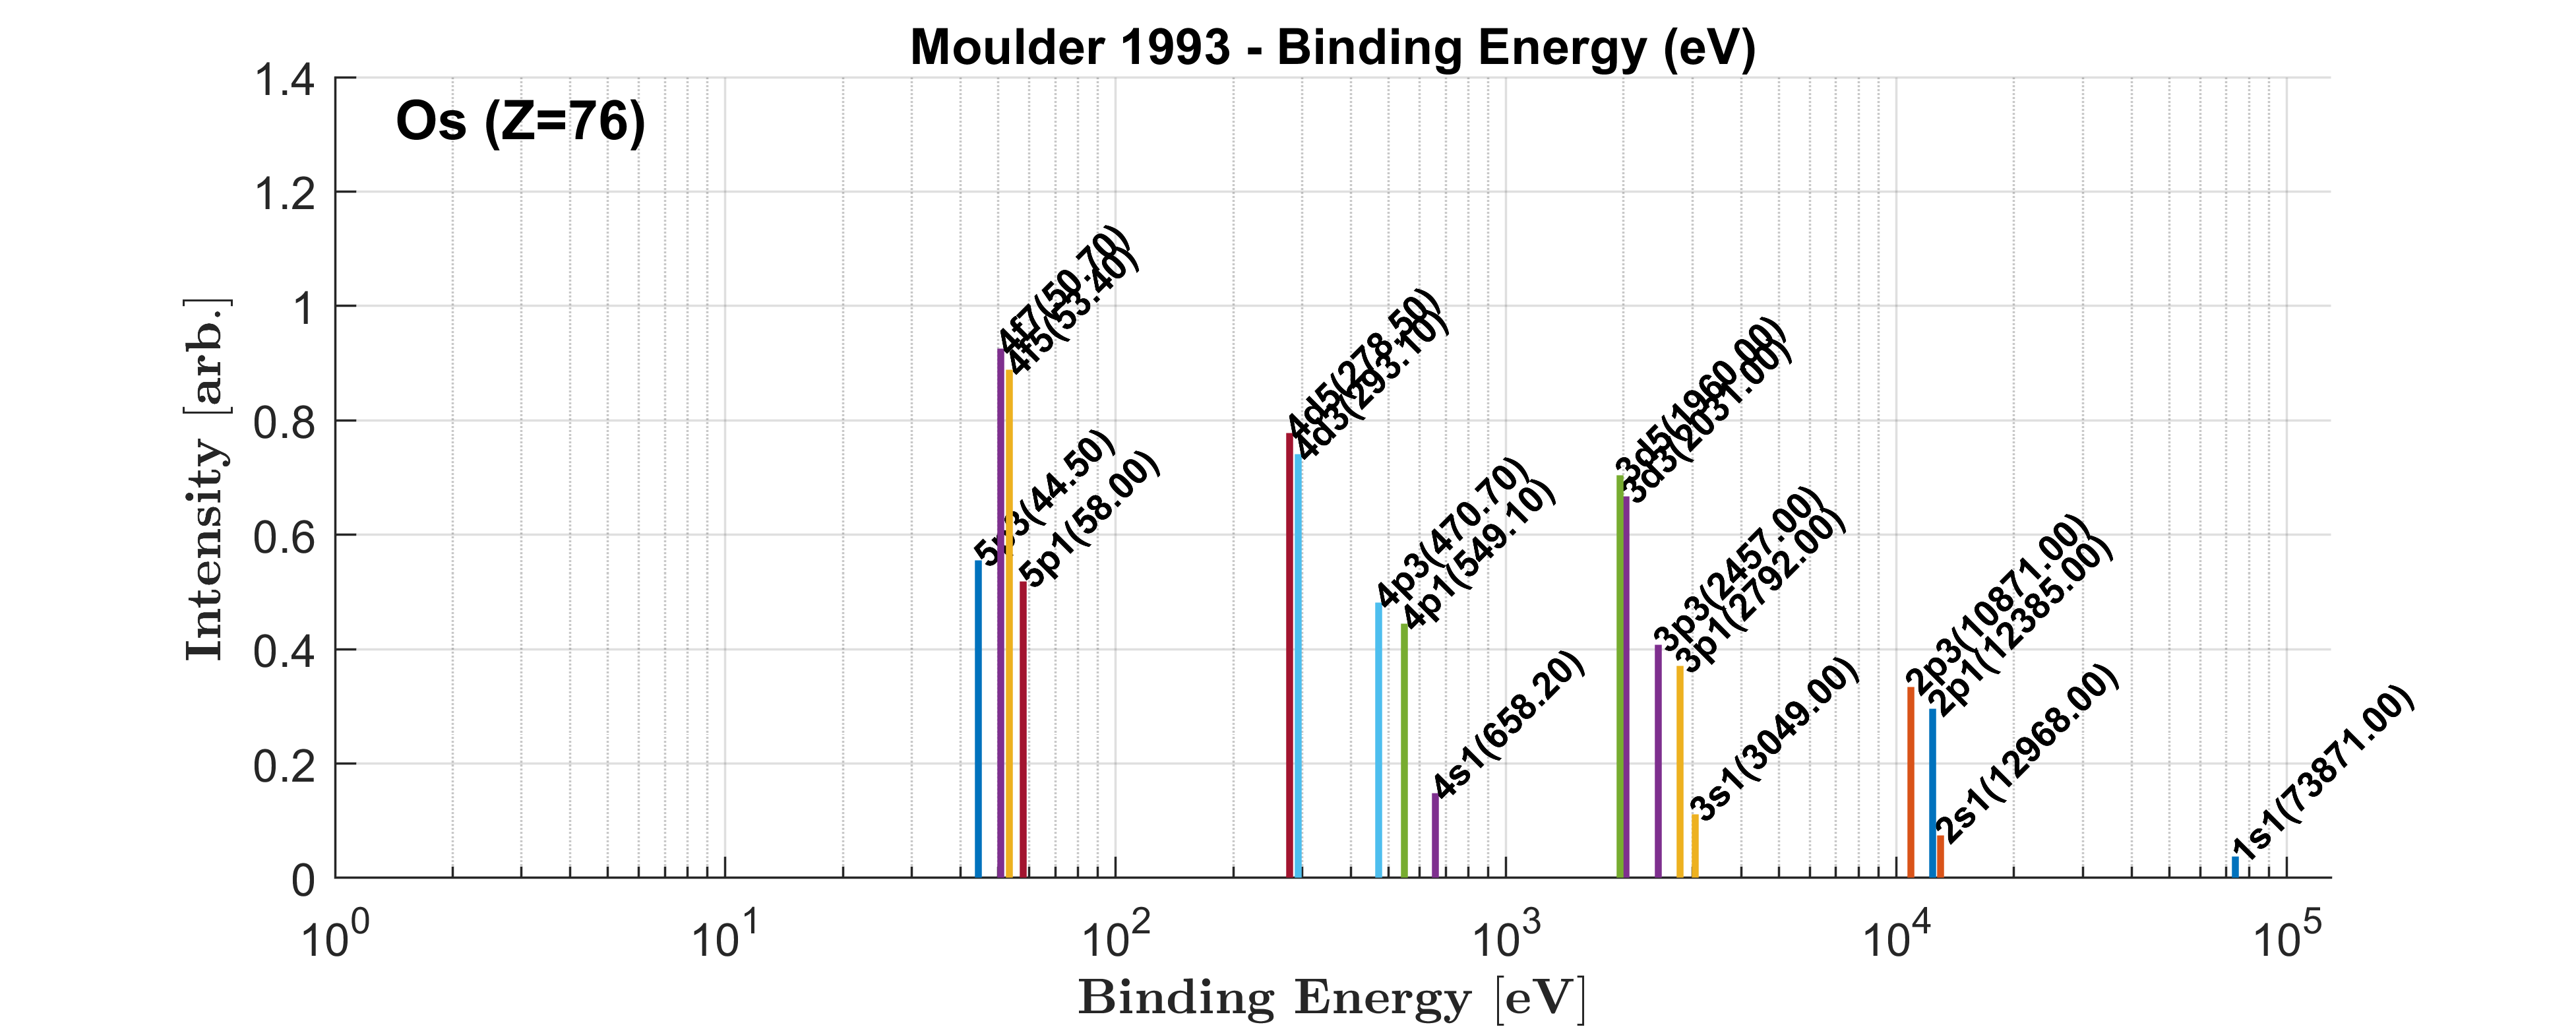 Moulder 1993 - Binding Energy (eV)
Os (Z=76)
1.4
1.2
1
0.8
0.6
0.4
0.2
0
Intensity [arb.]
4f7(50.70)
4f5(53.40)
5p3(44.50)
5p1(58.00)
4d5(278.50)
4d3(293.10)
4p3(470.70)
4p1(549.10)
4s1(658.20)
3d5(1960.00)
3d3(2031.00)
3p3(2457.00)
3p1(2792.00)
3s1(3049.00)
2p3(10871.00)
2p1(12385.00)
2s1(12968.00)
1s1(73871.00)
10^0 10^1 10^2 10^3 10^4 10^5
Binding Energy [eV]